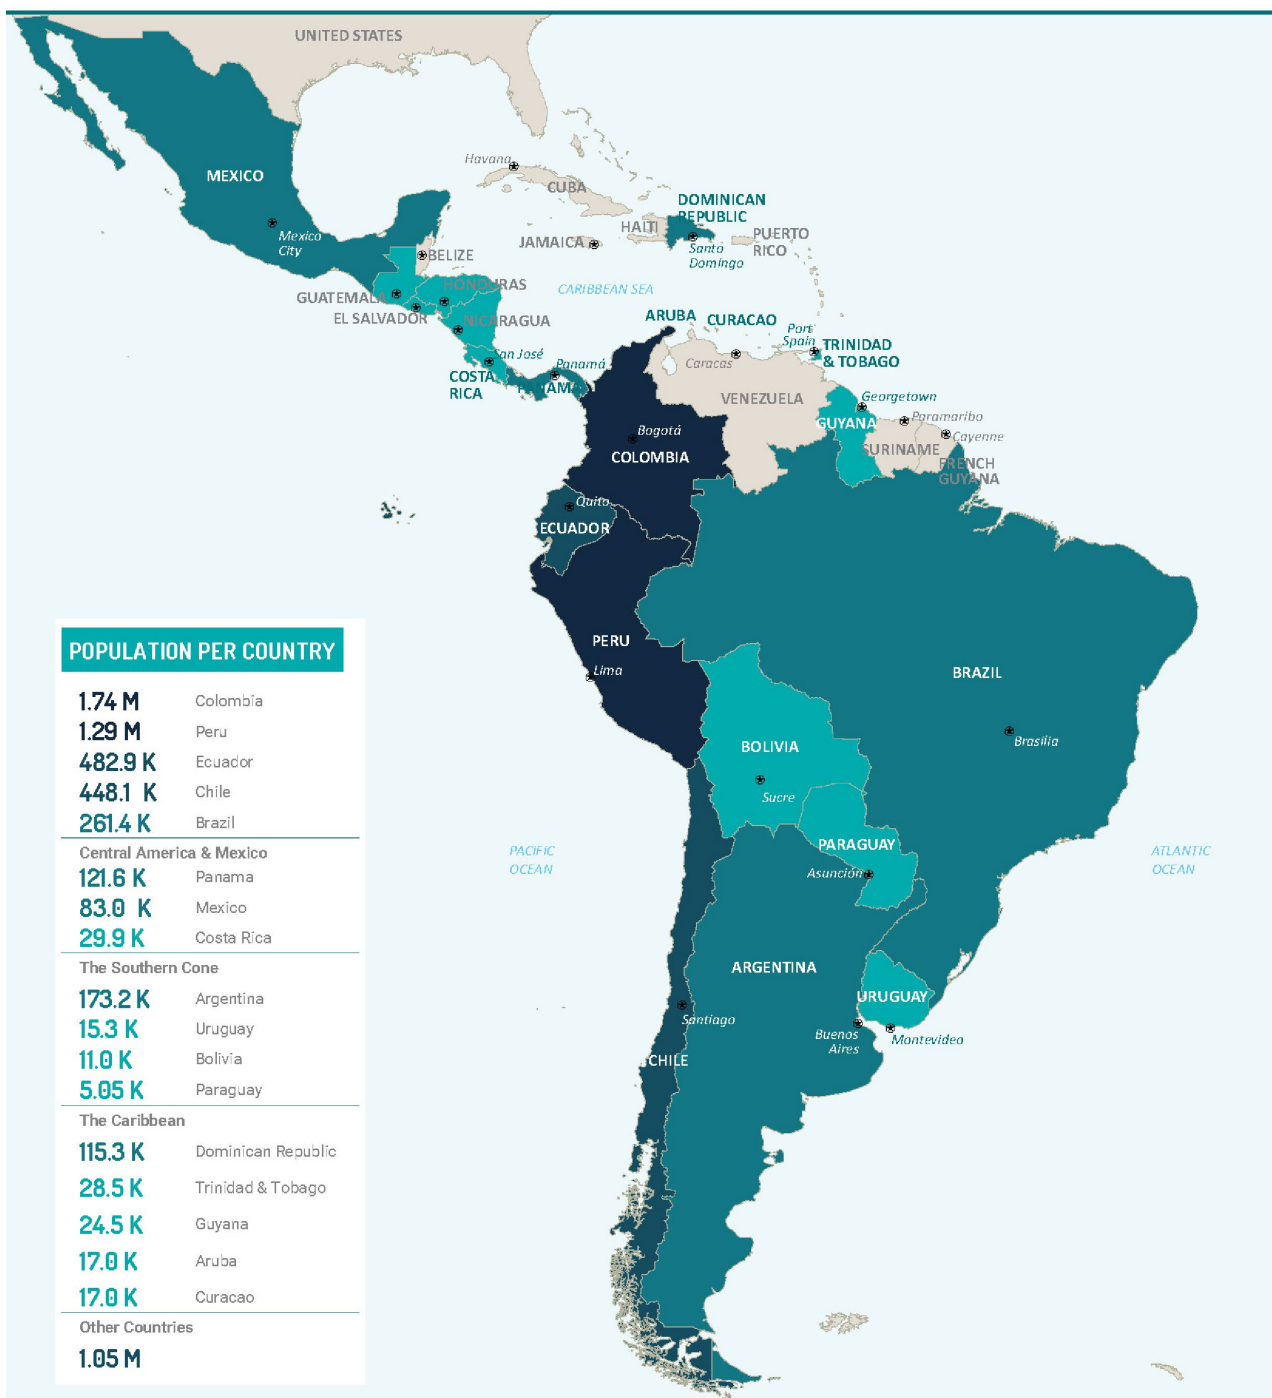 UNITED STATES
MEXICO
Mexico
City
Havana
CUBA
JAMAICA
HAITI
DOMINICAN
REPUBLIC
Santo
Domingo
PUERTO
RICO
BELIZE
GUATEMALA
HONDURAS
EL SALVADOR
NICARAGUA
CARIBBEAN SEA
San José
COSTA
RICA
Panamá
PANAMA
ARUBA
CURACAO
Port
Spain
TRINIDAD
& TOBAGO
Caracas
VENEZUELA
Georgetown
GUYANA
Paramaribo
SURINAME
Cayenne
FRENCH
GUYANA
Bogotá
COLOMBIA
Quito
ECUADOR
PERU
Lima
BRAZIL
Brasília
BOLIVIA
Sucre
PARAGUAY
Asunción
PACIFIC
OCEAN
ATLANTIC
OCEAN
ARGENTINA
URUGUAY
Santiago
Buenos
Aires
Montevideo
CHILE
POPULATION PER COUNTRY
1.74 M Colombia
1.29 M Peru
482.9 K Ecuador
448.1 K Chile
261.4 K Brazil
Central America & Mexico
121.6 K Panama
83.0 K Mexico
29.9 K Costa Rica
The Southern Cone
173.2 K Argentina
15.3 K Uruguay
11.0 K Bolivia
5.05 K Paraguay
The Caribbean
115.3 K Dominican Republic
28.5 K Trinidad & Tobago
24.5 K Guyana
17.0 K Aruba
17.0 K Curacao
Other Countries
1.05 M